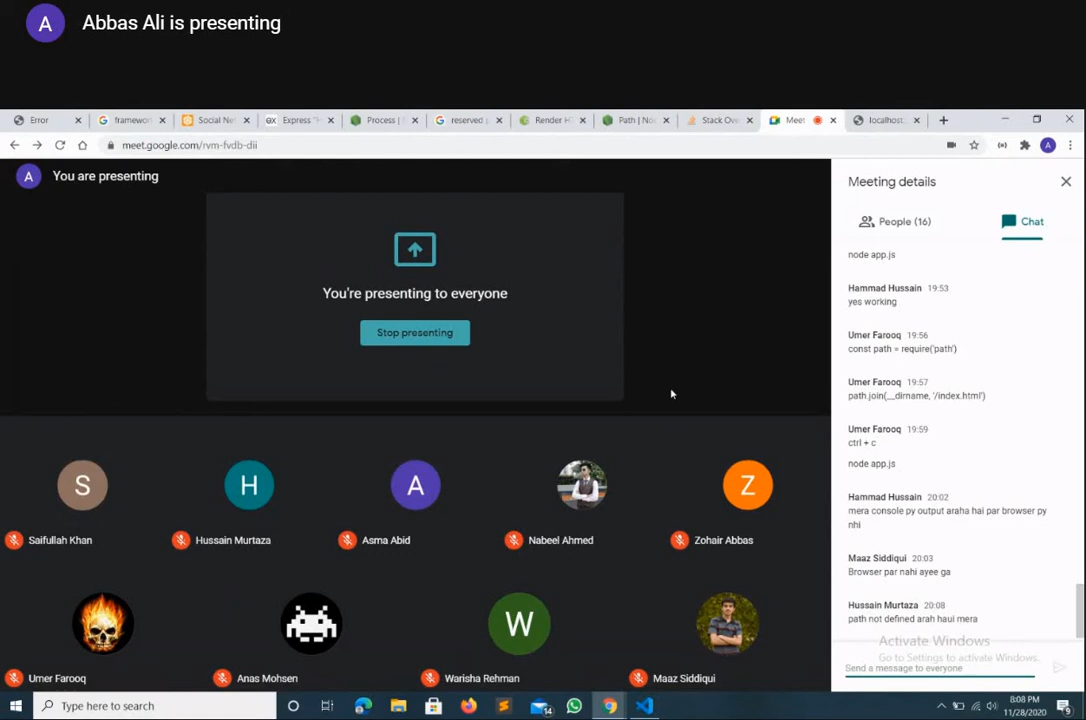 A
Abbas Ali is presenting
Error
framework
Social Ne
ex
Express "H
Process |
reserved p
Render H
Path | No
Stack Ove
Meet
localhost:
meet.google.com/rvm-fvdb-dii
A
A
You are presenting
Meeting details
People (16)
Chat
You're presenting to everyone
Stop presenting
node app.js
Hammad Hussain 19:53
yes working
Umer Farooq 19:56
const path = require('path')
Umer Farooq 19:57
path.join(__dirname, '/index.html')
Umer Farooq 19:59
ctrl + c
node app.js
Hammad Hussain 20:02
mera console py output araha hai par browser py
nhi
Maaz Siddiqui 20:03
Browser par nahi ayee ga
Hussain Murtaza 20:08
path not defined arah haui mera
S
H
A
Z
Saifullah Khan
Hussain Murtaza
Asma Abid
Nabeel Ahmed
Zohair Abbas
W
Umer Farooq
Anas Mohsen
Warisha Rehman
Maaz Siddiqui
Activate Windows
Go to Settings to activate Windows.
Send a message to everyone
Type here to search
14
8:08 PM
11/28/2020
9